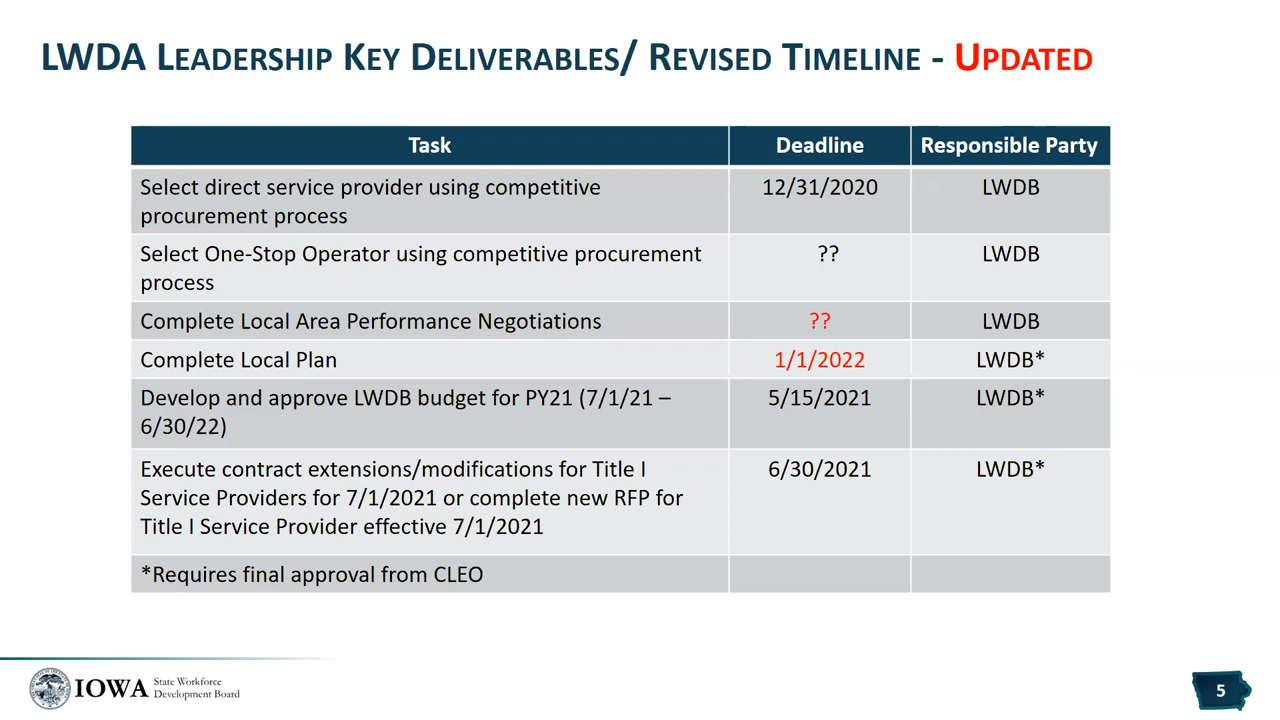 LWDA LEADERSHIP KEY DELIVERABLES/ REVISED TIMELINE - UPDATED
Task Deadline Responsible Party
Select direct service provider using competitive 12/31/2020 LWDB
procurement process
Select One-Stop Operator using competitive procurement ?? LWDB
process
Complete Local Area Performance Negotiations ?? LWDB
Complete Local Plan 1/1/2022 LWDB*
Develop and approve LWDB budget for PY21 (7/1/21 – 5/15/2021 LWDB*
6/30/22)
Execute contract extensions/modifications for Title I 6/30/2021 LWDB*
Service Providers for 7/1/2021 or complete new RFP for
Title I Service Provider effective 7/1/2021
*Requires final approval from CLEO
IOWA State Workforce
Development Board
5